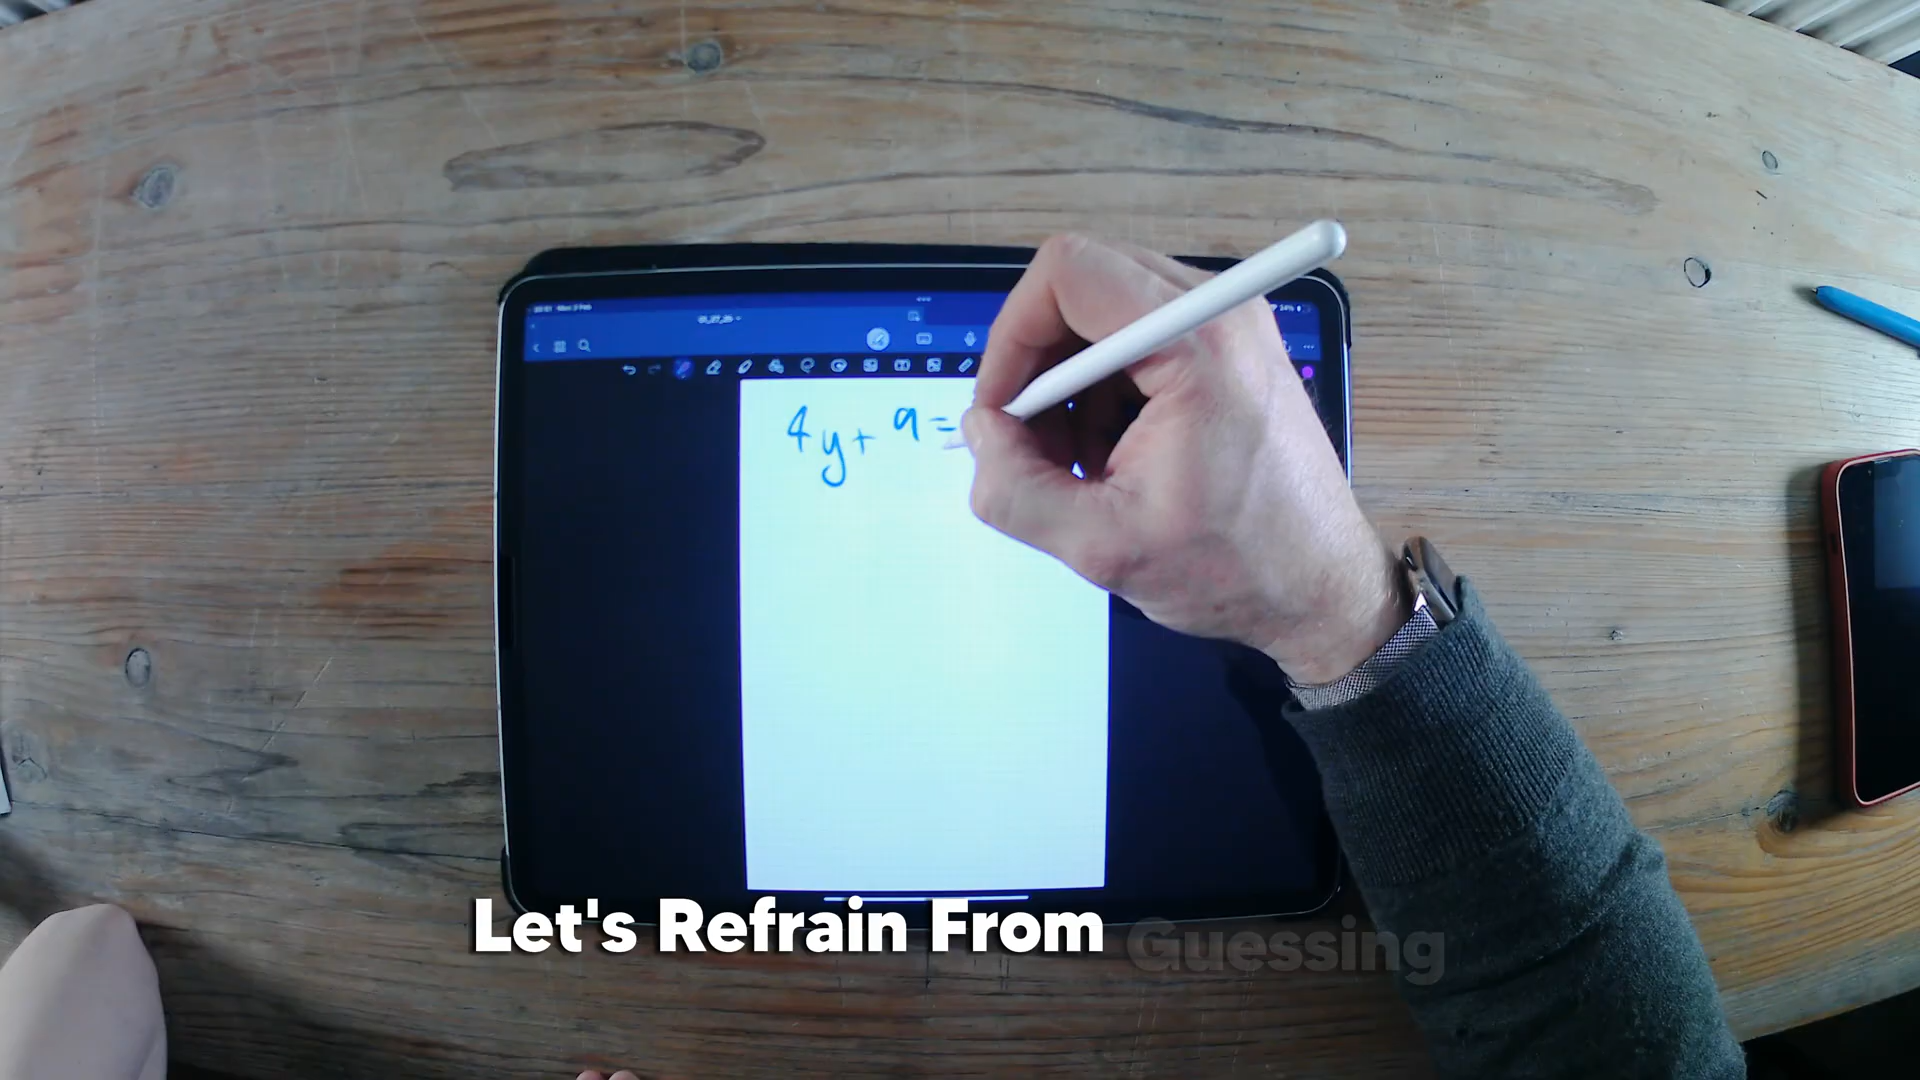 4y + 9 =
Let's Refrain From Guessing